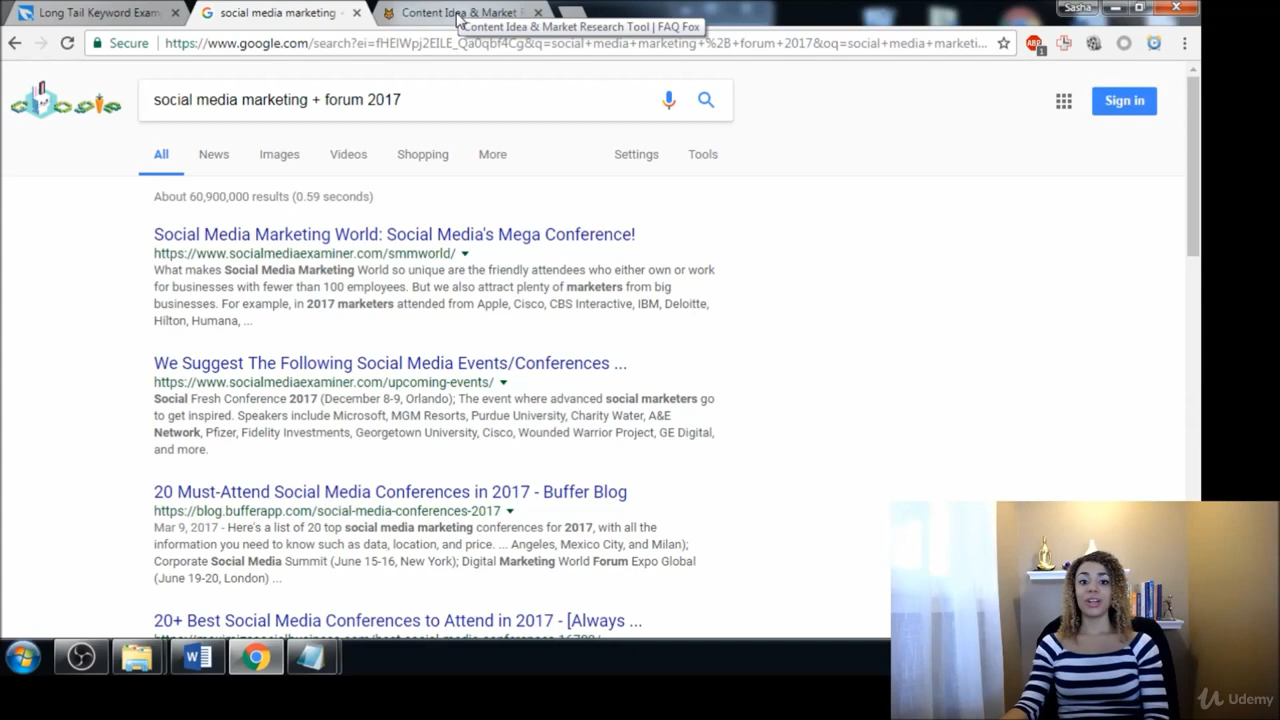 Long Tail Keyword Exam
social media marketing
Content Idea & Market
Content Idea & Market Research Tool | FAQ Fox
Sasha
Secure
https://www.google.com/search?ei=fHEIWpj2EILE_Qa0qbf4Cg&q=social+media+marketing+%2B+forum+2017&oq=social+media+marketi...
ABP
1
social media marketing + forum 2017
Sign in
All
News
Images
Videos
Shopping
More
Settings
Tools
About 60,900,000 results (0.59 seconds)
Social Media Marketing World: Social Media's Mega Conference!
https://www.socialmediaexaminer.com/smmworld/
What makes Social Media Marketing World so unique are the friendly attendees who either own or work
for businesses with fewer than 100 employees. But we also attract plenty of marketers from big
businesses. For example, in 2017 marketers attended from Apple, Cisco, CBS Interactive, IBM, Deloitte,
Hilton, Humana, ...
We Suggest The Following Social Media Events/Conferences ...
https://www.socialmediaexaminer.com/upcoming-events/
Social Fresh Conference 2017 (December 8-9, Orlando); The event where advanced social marketers go
to get inspired. Speakers include Microsoft, MGM Resorts, Purdue University, Charity Water, A&E
Network, Pfizer, Fidelity Investments, Georgetown University, Cisco, Wounded Warrior Project, GE Digital,
and more.
20 Must-Attend Social Media Conferences in 2017 - Buffer Blog
https://blog.bufferapp.com/social-media-conferences-2017
Mar 9, 2017 - Here's a list of 20 top social media marketing conferences for 2017, with all the
information you need to know such as data, location, and price. ... Angeles, Mexico City, and Milan);
Corporate Social Media Summit (June 15-16, New York); Digital Marketing World Forum Expo Global
(June 19-20, London) ...
20+ Best Social Media Conferences to Attend in 2017 - [Always ...
Udemy